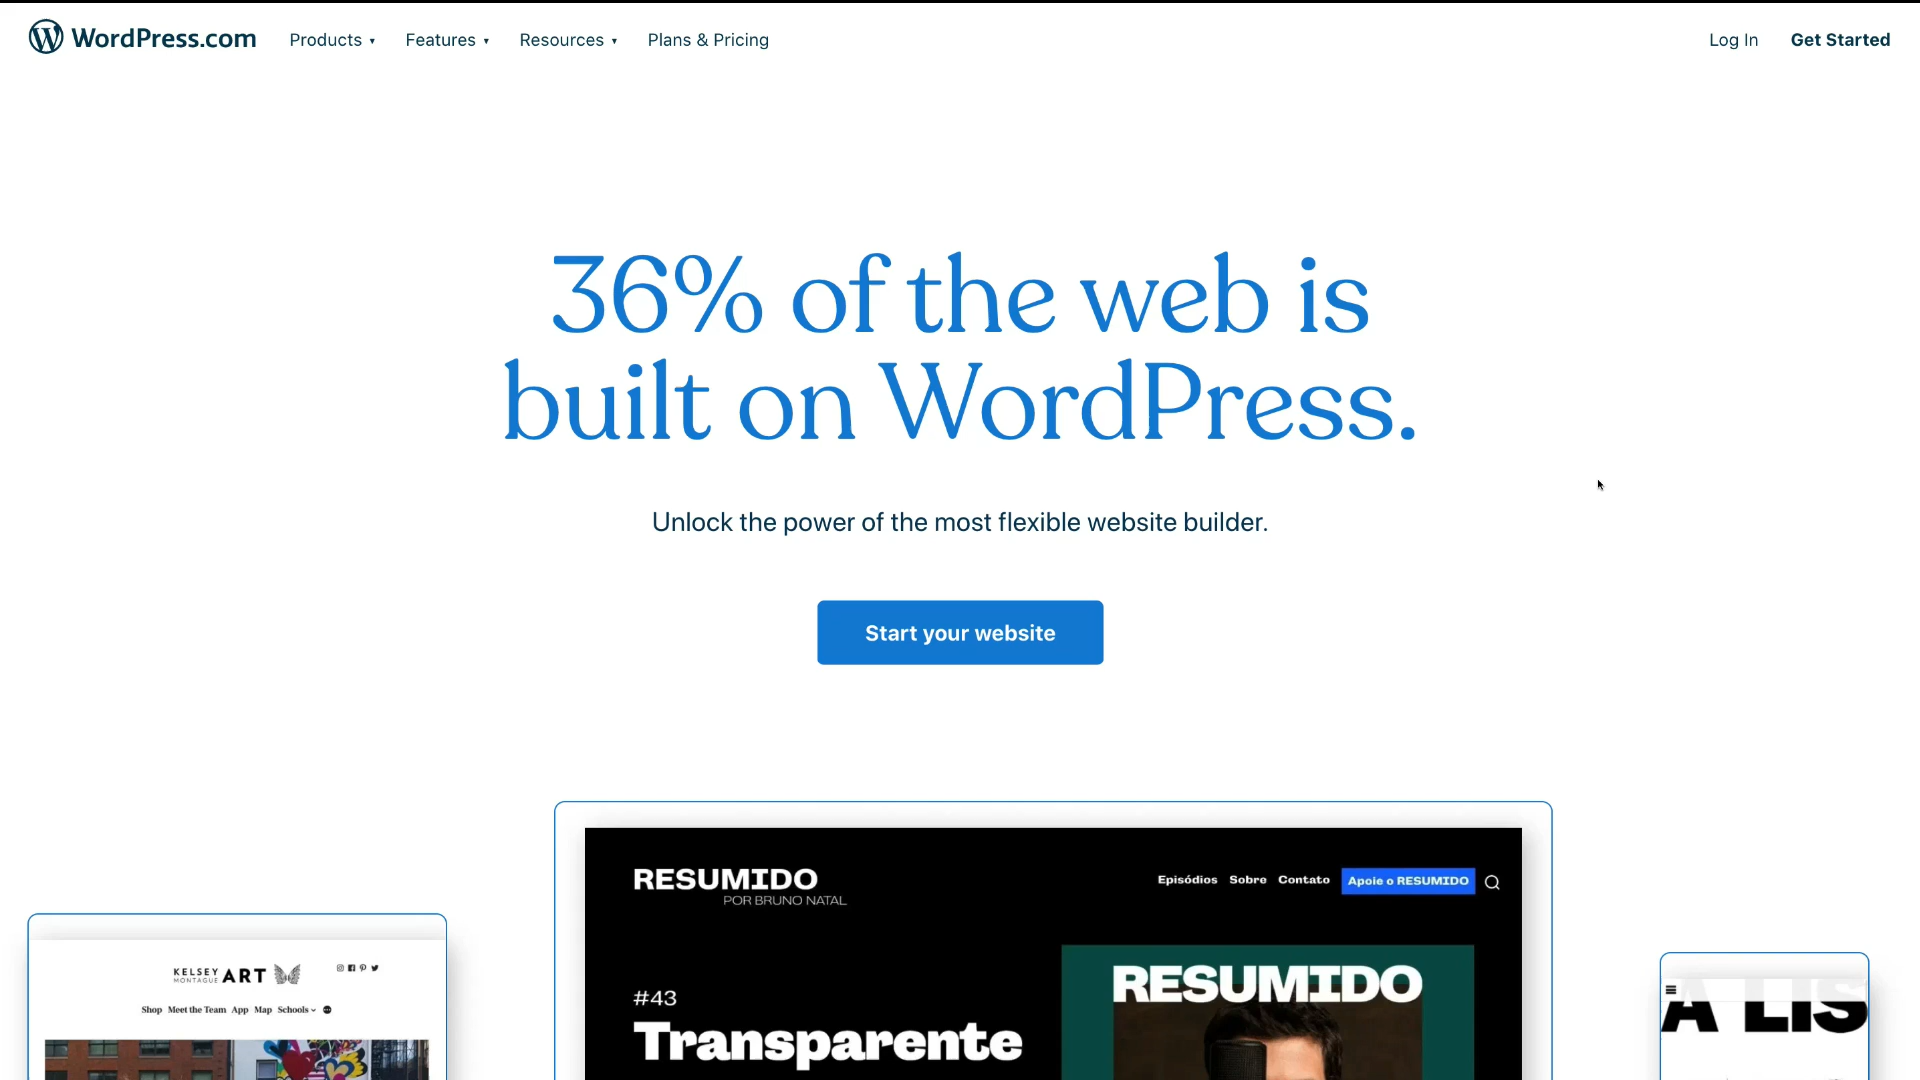 WordPress.com Products ▾ Features ▾ Resources ▾ Plans & Pricing Log In Get Started
36% of the web is
built on WordPress.
Unlock the power of the most flexible website builder.
Start your website
RESUMIDO
POR BRUNO NATAL
Episódios Sobre Contato Apoie o RESUMIDO
#43
Transparente
RESUMIDO
KELSEY
MONTAGUE
ART
Shop Meet the Team App Map Schools
A LIS